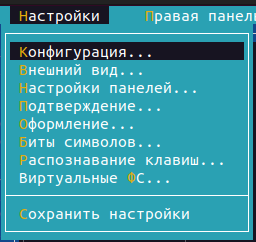 Настройки Правая панель
Конфигурация...
Внешний вид...
Настройки панелей...
Подтверждение...
Оформление...
Биты символов...
Распознавание клавиш...
Виртуальные ФС...
Сохранить настройки